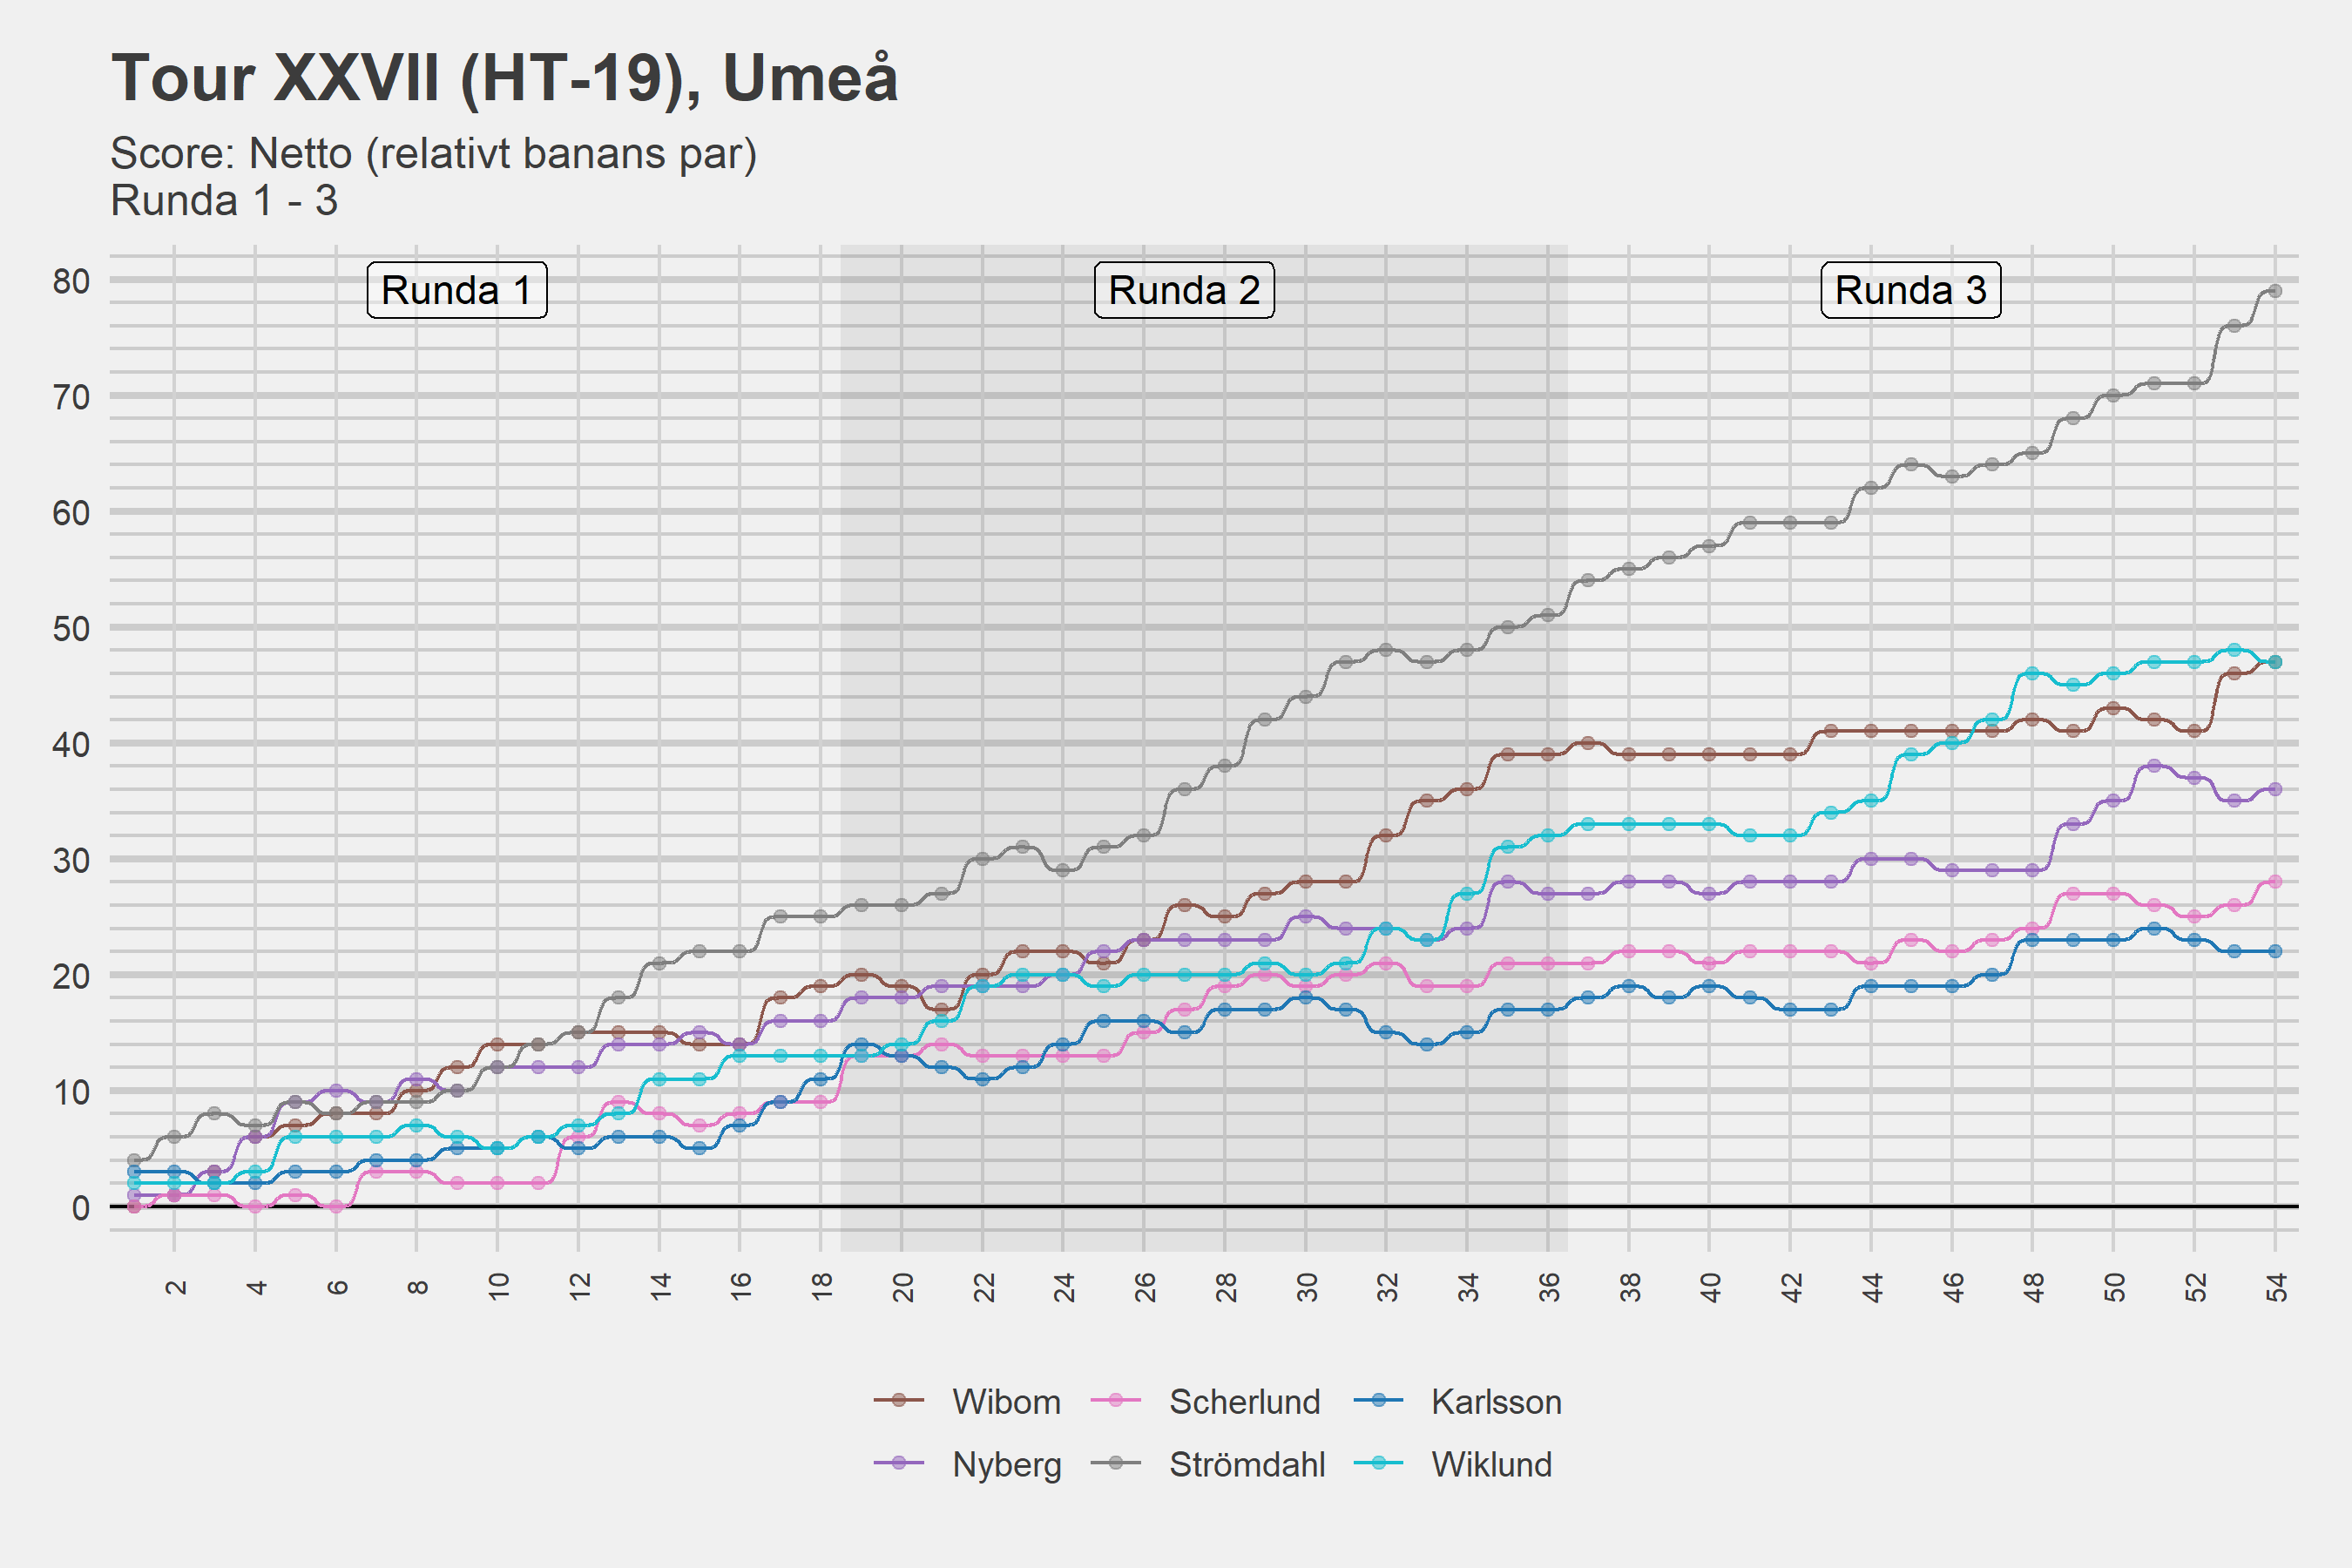 Tour XXVII (HT-19), Umeå
Score: Netto (relativt banans par)
Runda 1 - 3
Runda 1 Runda 2 Runda 3
80
70
60
50
40
30
20
10
0
2 4 6 8 10 12 14 16 18 20 22 24 26 28 30 32 34 36 38 40 42 44 46 48 50 52 54
Wibom Scherlund Karlsson
Nyberg Strömdahl Wiklund